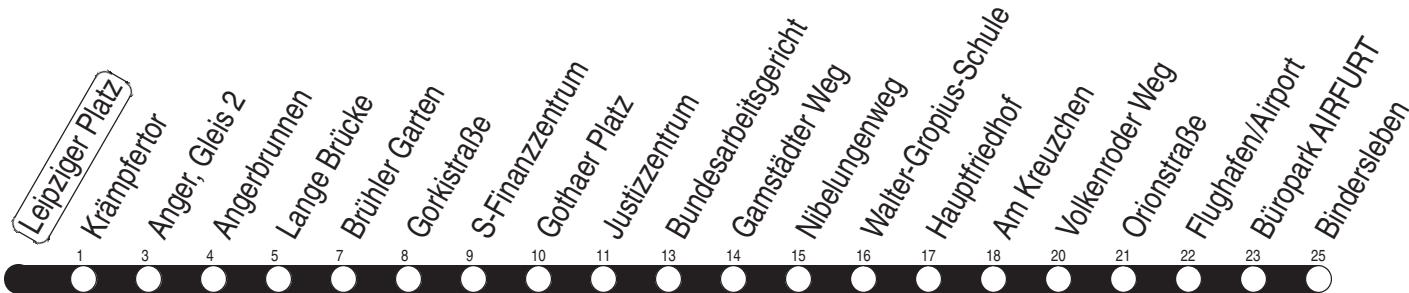 Leipziger Platz
Krämpfertor
Anger, Gleis 2
Angerbrunnen
Lange Brücke
Brühler Garten
Gorkistraße
S-Finanzzentrum
Gothaer Platz
Justizzentrum
Bundesarbeitsgericht
Gamstädter Weg
Nibelungenweg
Walter-Gropius-Schule
Hauptfriedhof
Am Kreuzchen
Volkenroder Weg
Orionstraße
Flughafen/Airport
Büropark AIRFURT
Bindersleben
1 3 4 5 7 8 9 10 11 13 14 15 16 17 18 20 21 22 23 25